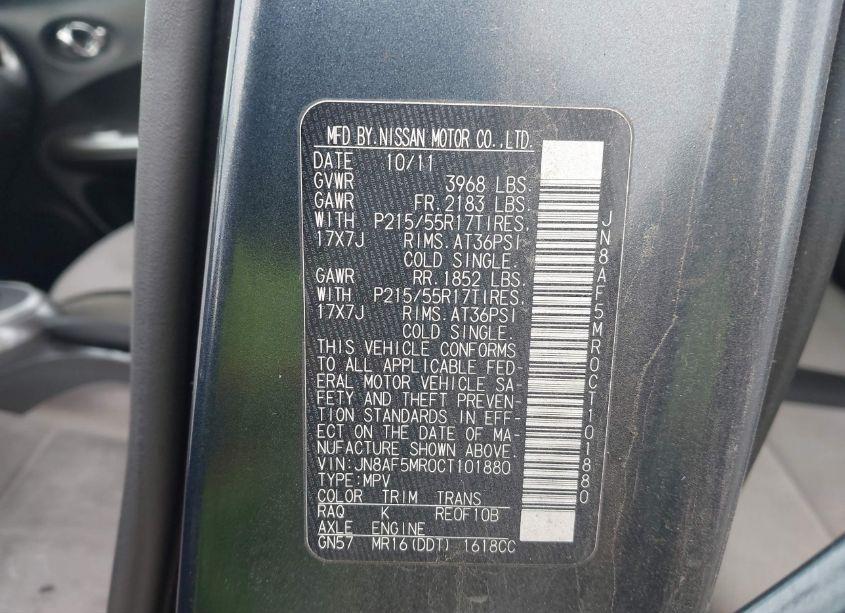 MFD BY.NISSAN MOTOR CO.,LTD.
DATE 10/11
GVWR 3968 LBS.
GAWR FR.2183 LBS.
WITH P215/55R17TIRES.
17X7J RIMS.AT36PSI
COLD SINGLE.
GAWR RR.1852 LBS.
WITH P215/55R17TIRES.
17X7J RIMS.AT36PSI
COLD SINGLE.
THIS VEHICLE CONFORMS
TO ALL APPLICABLE FED-
ERAL MOTOR VEHICLE SA-
FETY AND THEFT PREVEN-
TION STANDARDS IN EFF-
ECT ON THE DATE OF MA-
NUFACTURE SHOWN ABOVE.
VIN:JN8AF5MR0CT101880
TYPE:MPV
COLOR TRIM TRANS
RAQ K RE0F10B
AXLE ENGINE
GN57 MR16(DDT) 1618CC
JN8AF5MR0CT101880